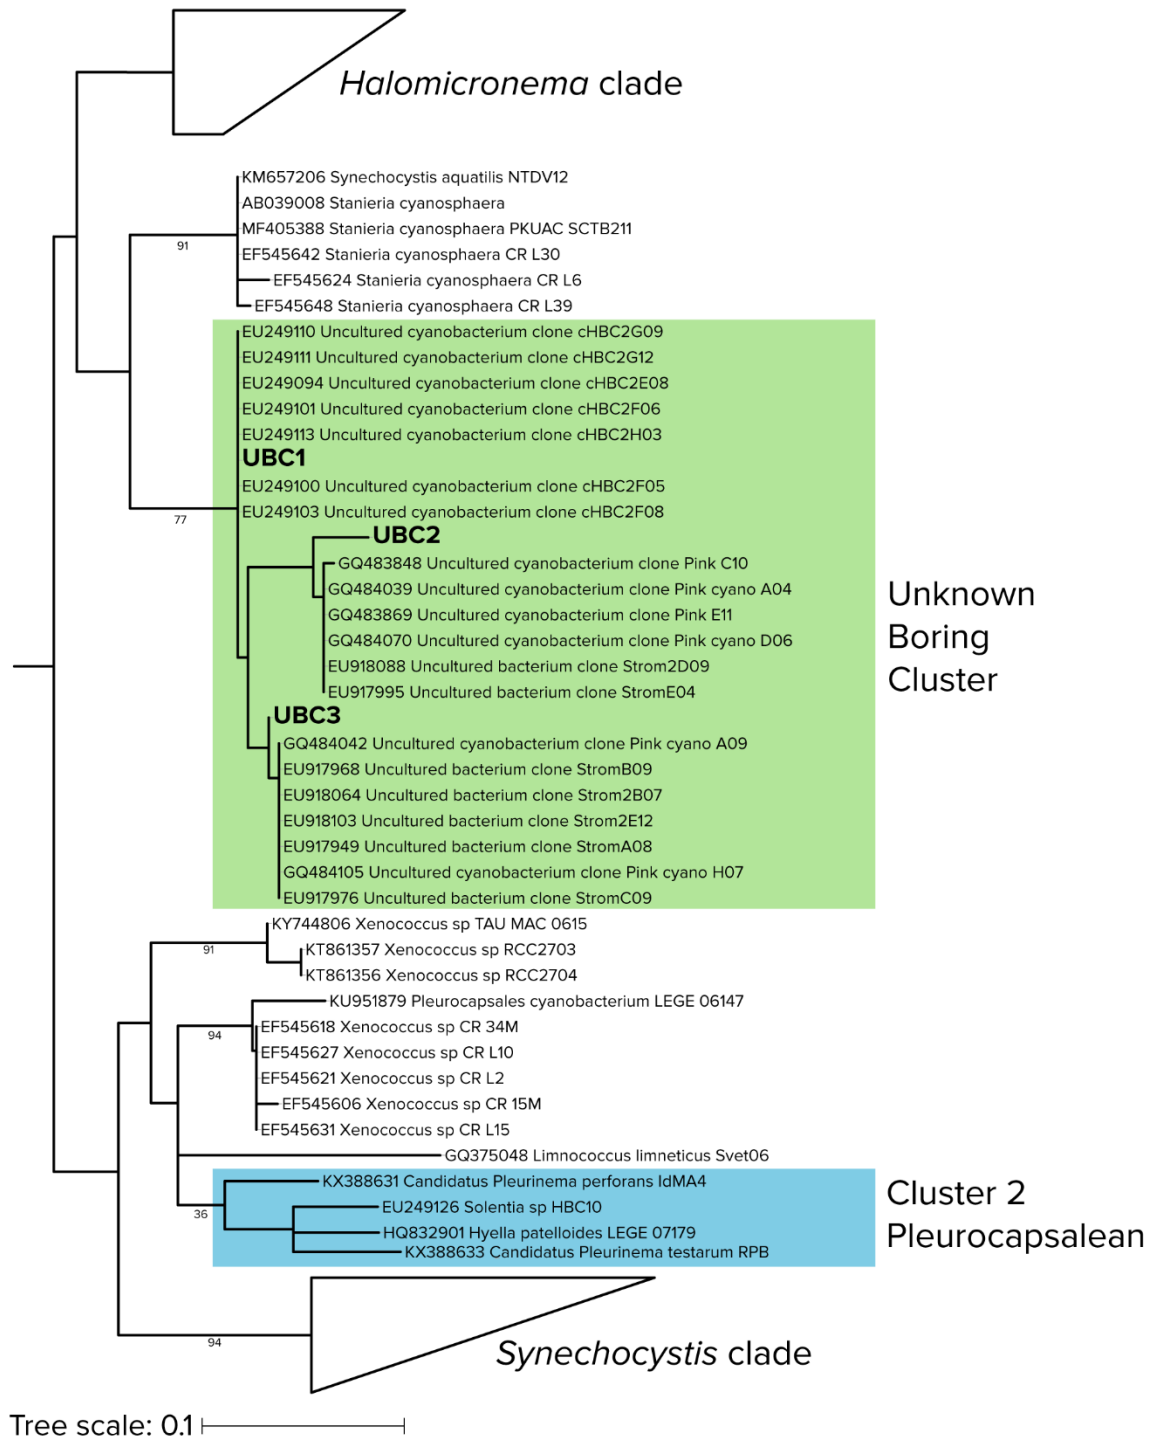 Halomicronema clade
KM657206 Synechocystis aquatilis NTDV12
AB039008 Stanieria cyanosphaera
MF405388 Stanieria cyanosphaera PKUAC SCTB211
91
EF545642 Stanieria cyanosphaera CR L30
EF545624 Stanieria cyanosphaera CR L6
EF545648 Stanieria cyanosphaera CR L39
EU249110 Uncultured cyanobacterium clone cHBC2G09
EU249111 Uncultured cyanobacterium clone cHBC2G12
EU249094 Uncultured cyanobacterium clone cHBC2E08
EU249101 Uncultured cyanobacterium clone cHBC2F06
EU249113 Uncultured cyanobacterium clone cHBC2H03
UBC1
EU249100 Uncultured cyanobacterium clone cHBC2F05
EU249103 Uncultured cyanobacterium clone cHBC2F08
77
UBC2
GQ483848 Uncultured cyanobacterium clone Pink C10
GQ484039 Uncultured cyanobacterium clone Pink cyano A04
GQ483869 Uncultured cyanobacterium clone Pink E11
GQ484070 Uncultured cyanobacterium clone Pink cyano D06
EU918088 Uncultured bacterium clone Strom2D09
EU917995 Uncultured bacterium clone StromE04
Unknown
Boring
Cluster
UBC3
GQ484042 Uncultured cyanobacterium clone Pink cyano A09
EU917968 Uncultured bacterium clone StromB09
EU918064 Uncultured bacterium clone Strom2B07
EU918103 Uncultured bacterium clone Strom2E12
EU917949 Uncultured bacterium clone StromA08
GQ484105 Uncultured cyanobacterium clone Pink cyano H07
EU917976 Uncultured bacterium clone StromC09
KY744806 Xenococcus sp TAU MAC 0615
91
KT861357 Xenococcus sp RCC2703
KT861356 Xenococcus sp RCC2704
KU951879 Pleurocapsales cyanobacterium LEGE 06147
EF545618 Xenococcus sp CR 34M
94
EF545627 Xenococcus sp CR L10
EF545621 Xenococcus sp CR L2
EF545606 Xenococcus sp CR 15M
EF545631 Xenococcus sp CR L15
GQ375048 Limnococcus limneticus Svet06
KX388631 Candidatus Pleurinema perforans IdMA4
36
EU249126 Solentia sp HBC10
HQ832901 Hyella patelloides LEGE 07179
KX388633 Candidatus Pleurinema testarum RPB
Cluster 2
Pleurocapsalean
94
Synechocystis clade
Tree scale: 0.1